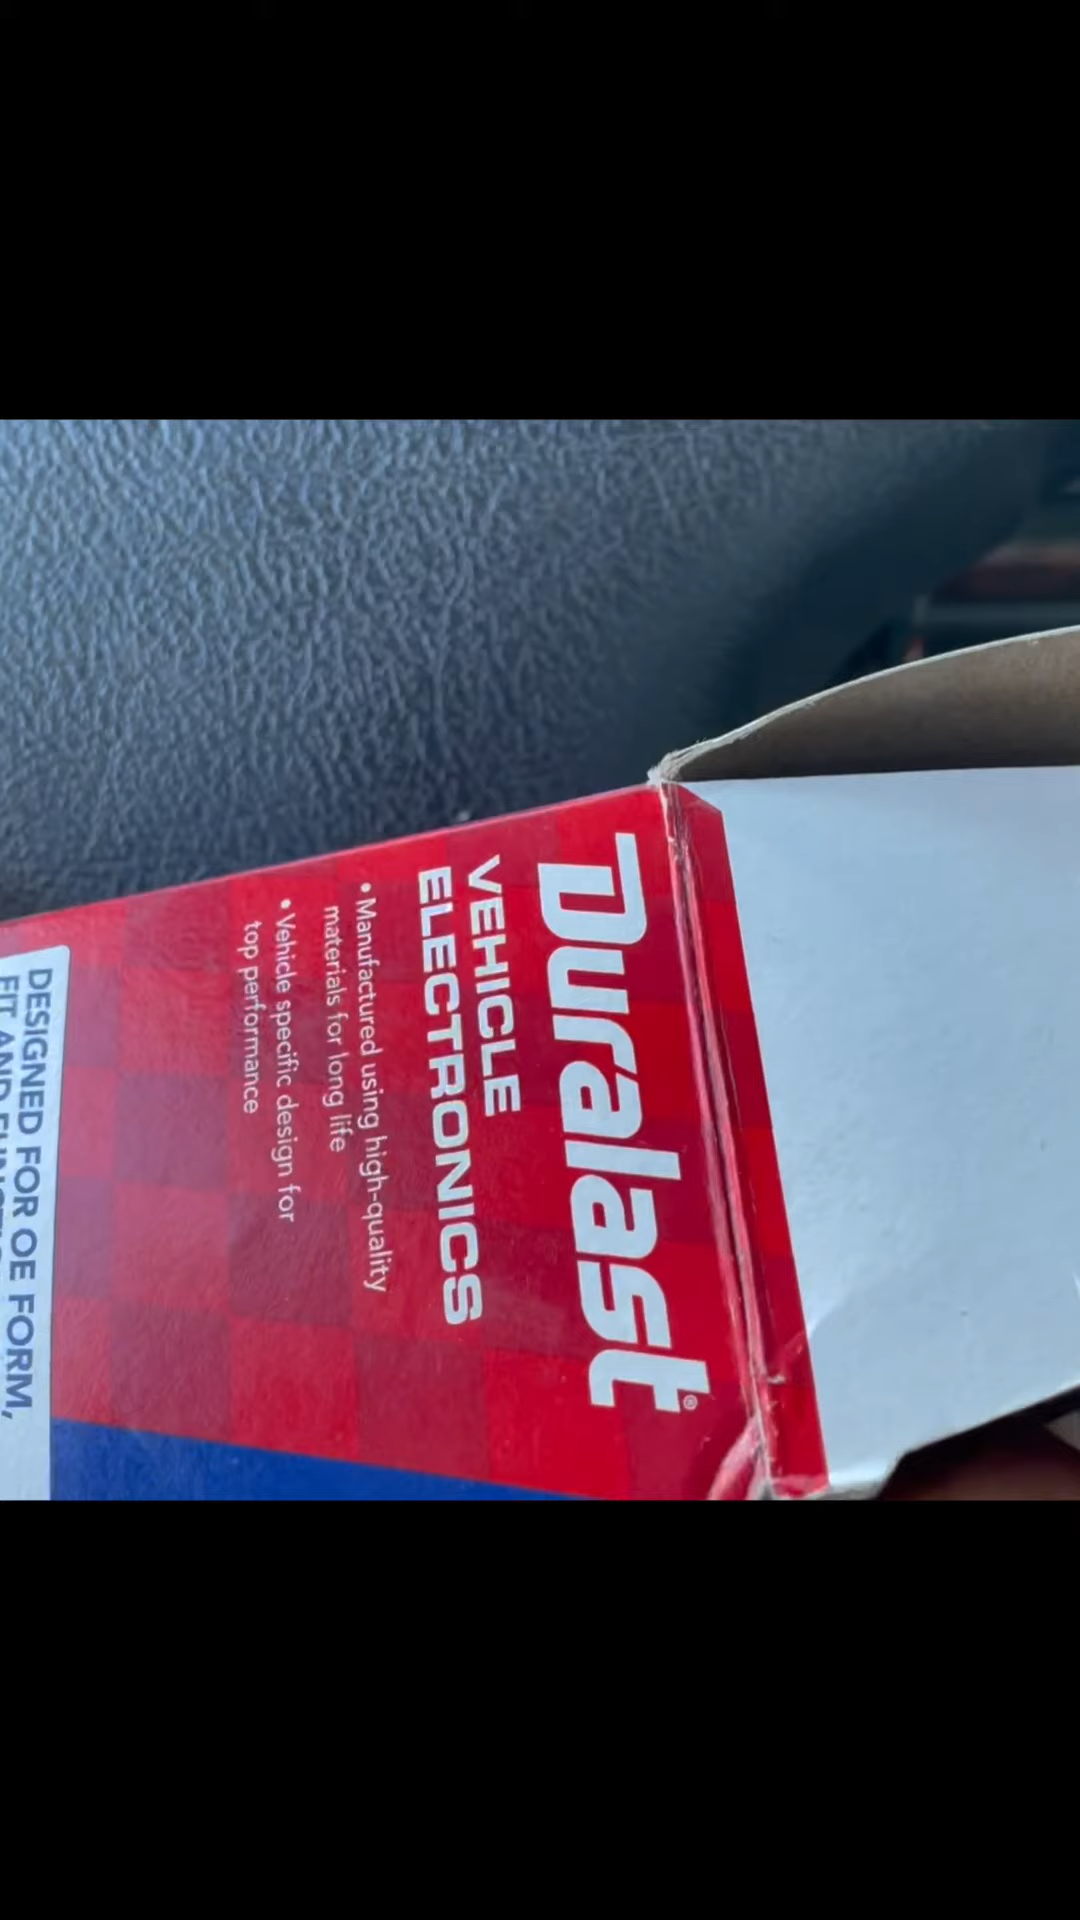 Duralast®
VEHICLE
ELECTRONICS
• Manufactured using high-quality
materials for long life
• Vehicle specific design for
top performance
DESIGNED FOR OE FORM,
FIT AND